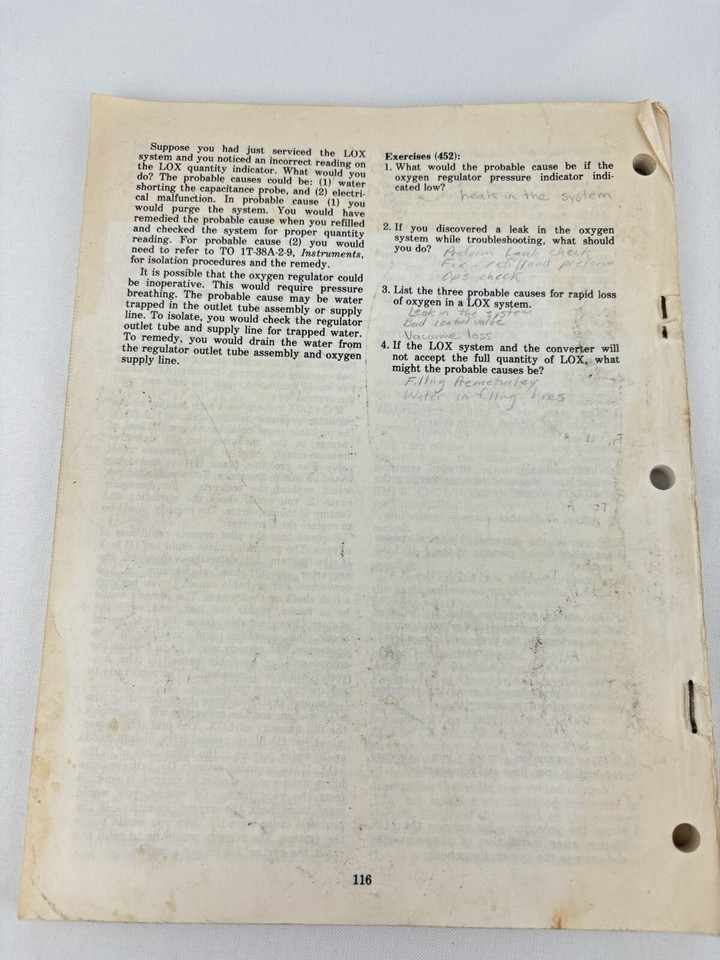 Suppose you had just serviced the LOX
system and you noticed an incorrect reading on
the LOX quantity indicator. What would you
do? The probable causes could be: (1) water
shorting the capacitance probe, and (2) electri-
cal malfunction. In probable cause (1) you
would purge the system. You would have
remedied the probable cause when you refilled
and checked the system for proper quantity
reading. For probable cause (2) you would
need to refer to TO 1T-38A-2-9, Instruments,
for isolation procedures and the remedy.
It is possible that the oxygen regulator could
be inoperative. This would require pressure
breathing. The probable cause may be water
trapped in the outlet tube assembly or supply
line. To isolate, you would check the regulator
outlet tube and supply line for trapped water.
To remedy, you would drain the water from
the regulator outlet tube assembly and oxygen
supply line.
Exercises (452):
1. What would the probable cause be if the
oxygen regulator pressure indicator indi-
cated low?
in the system
2. If you discovered a leak in the oxygen
system while troubleshooting, what should
you do?
Leak check
Ops check
3. List the three probable causes for rapid loss
of oxygen in a LOX system.
Leak in the system
Bad
loss
4. If the LOX system and the converter will
not accept the full quantity of LOX, what
might the probable causes be?
Filling
Water in filling lines
116